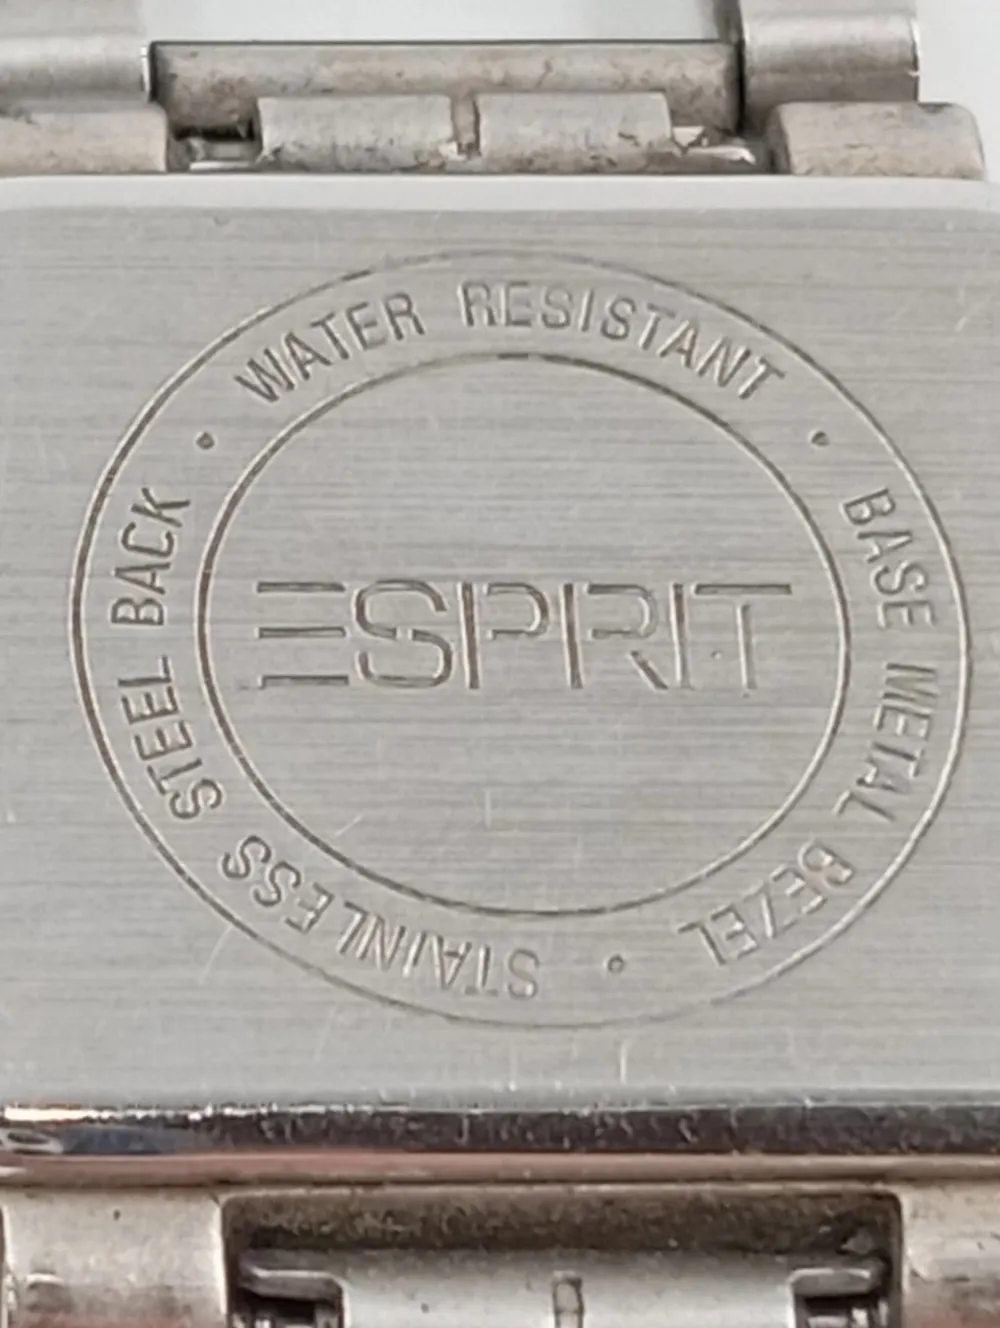 WATER RESISTANT • BASE METAL BEZEL • STAINLESS STEEL BACK •
ESPRIT